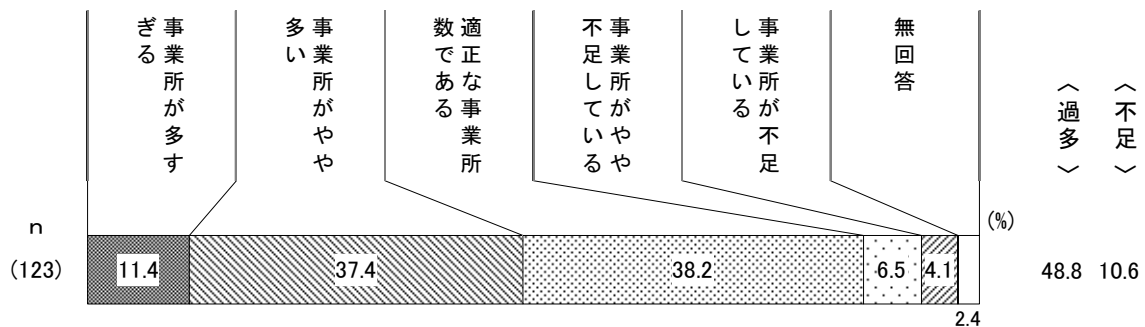 事業所が多す
ぎる
事業所がやや
多い
適正な事業所
数である
事業所がやや
不足している
事業所が不足
している
無回答
〈過多〉
〈不足〉
(%)
n
(123)
11.4
37.4
38.2
6.5
4.1
2.4
48.8
10.6